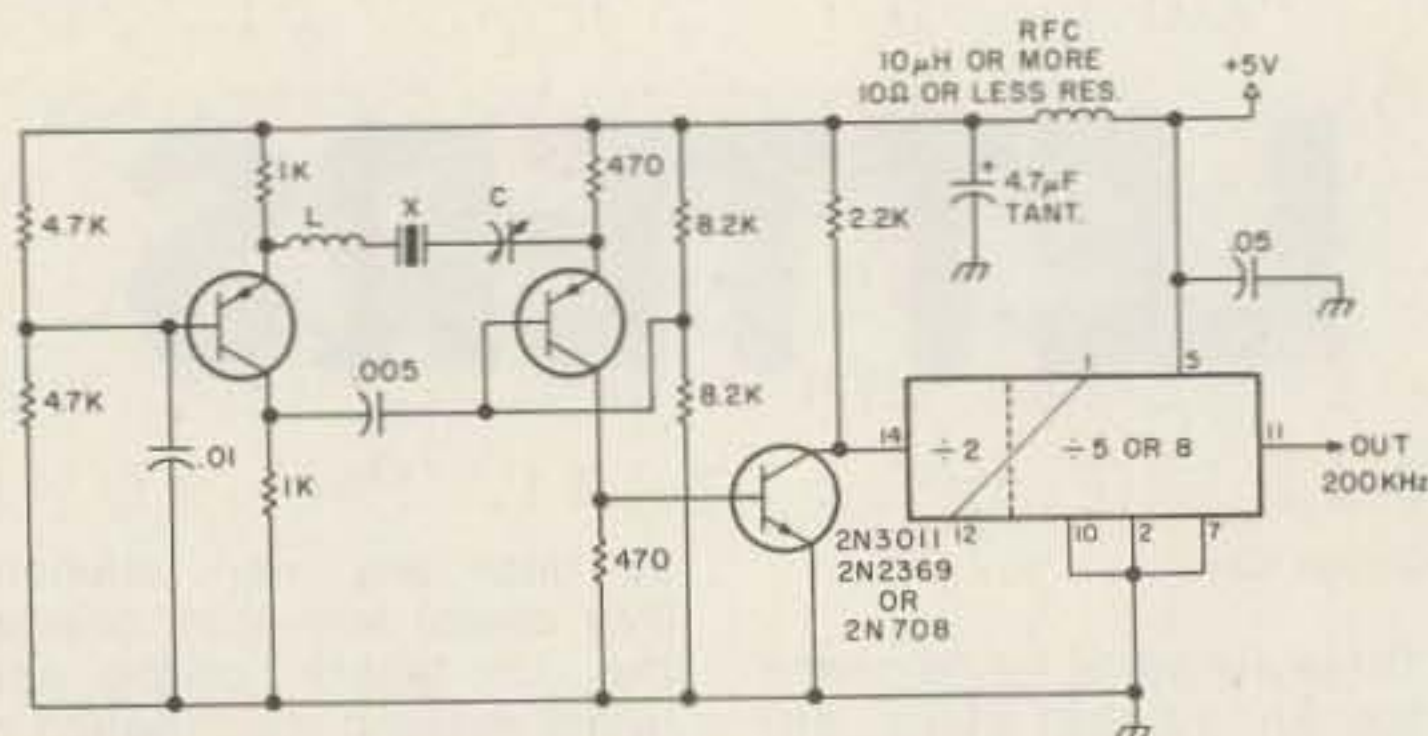 RFC
10μH OR MORE
10Ω OR LESS RES.
+5V
1K
470
4.7K
L
X
C
8.2K
2.2K
+
4.7μF
TANT.
.05
4.7K
.005
8.2K
1
5
.01
14
÷2
÷5 OR 8
11
OUT
200KHz
1K
470
2N3011
2N2369
OR
2N708
12
10
2
7